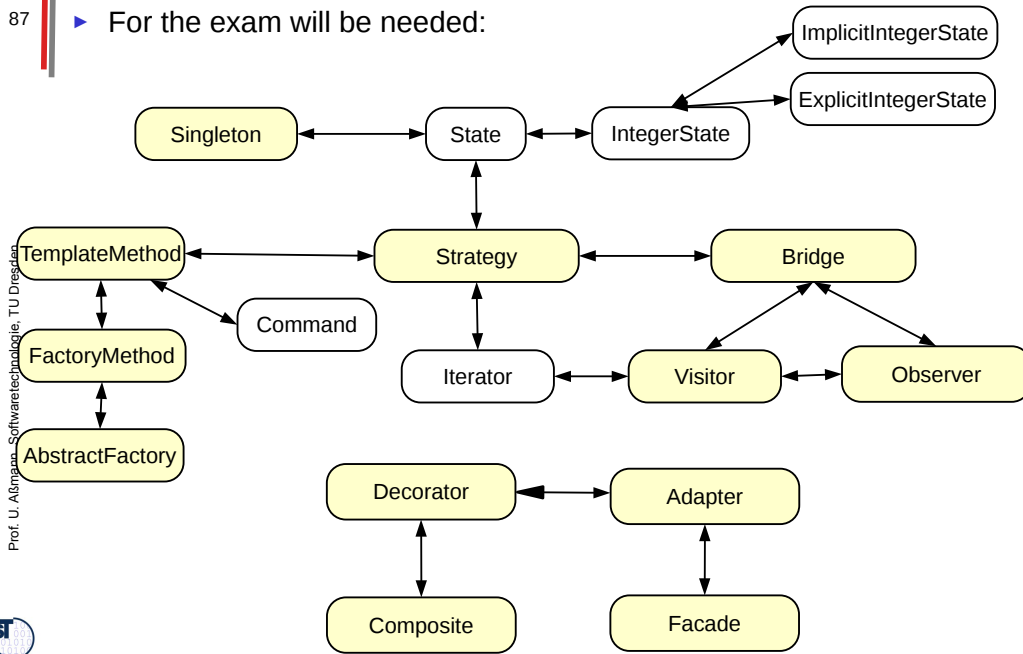 87
► For the exam will be needed:
ImplicitIntegerState
ExplicitIntegerState
Singleton
State
IntegerState
TemplateMethod
Strategy
Bridge
Command
FactoryMethod
Iterator
Visitor
Observer
AbstractFactory
Decorator
Adapter
Composite
Facade
Prof. U. Aßmann, Softwaretechnologie, TU Dresden
ST